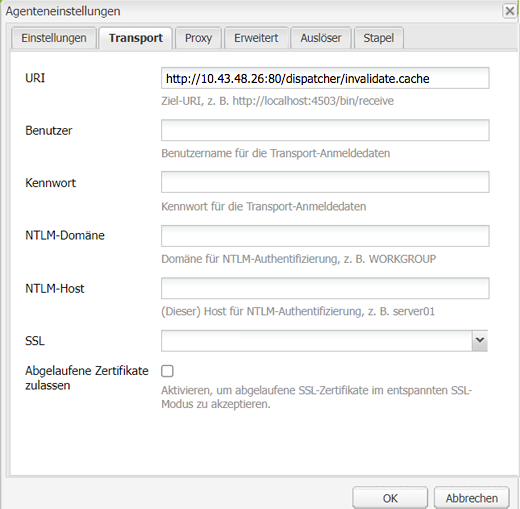 Agenteneinstellungen
Einstellungen Transport Proxy Erweitert Auslöser Stapel
URI http://10.43.48.26:80/dispatcher/invalidate.cache
Ziel-URI, z. B. http://localhost:4503/bin/receive
Benutzer
Benutzername für die Transport-Anmeldedaten
Kennwort
Kennwort für die Transport-Anmeldedaten
NTLM-Domäne
Domäne für NTLM-Authentifizierung, z. B. WORKGROUP
NTLM-Host
(Dieser) Host für NTLM-Authentifizierung, z. B. server01
SSL
Abgelaufene Zertifikate
zulassen
Aktivieren, um abgelaufene SSL-Zertifikate im entspannten SSL-
Modus zu akzeptieren.
OK Abbrechen